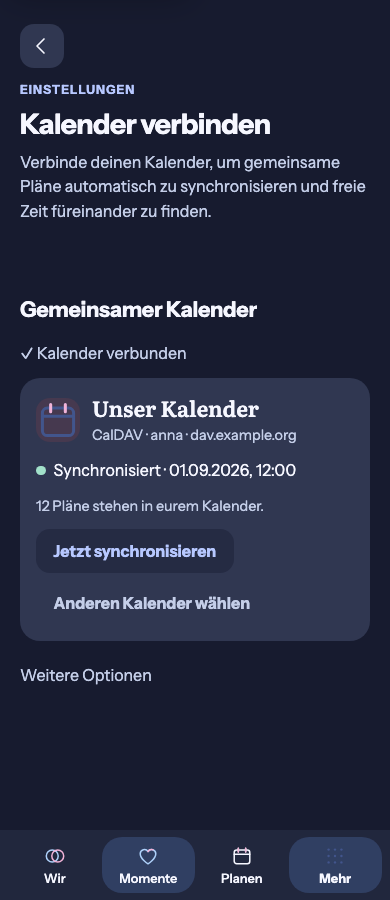 EINSTELLUNGEN
Kalender verbinden
Verbinde deinen Kalender, um gemeinsame
Pläne automatisch zu synchronisieren und freie
Zeit füreinander zu finden.
Gemeinsamer Kalender
✓ Kalender verbunden
Unser Kalender
CalDAV · anna · dav.example.org
Synchronisiert · 01.09.2026, 12:00
12 Pläne stehen in eurem Kalender.
Jetzt synchronisieren
Anderen Kalender wählen
Weitere Optionen
Wir
Momente
Planen
Mehr